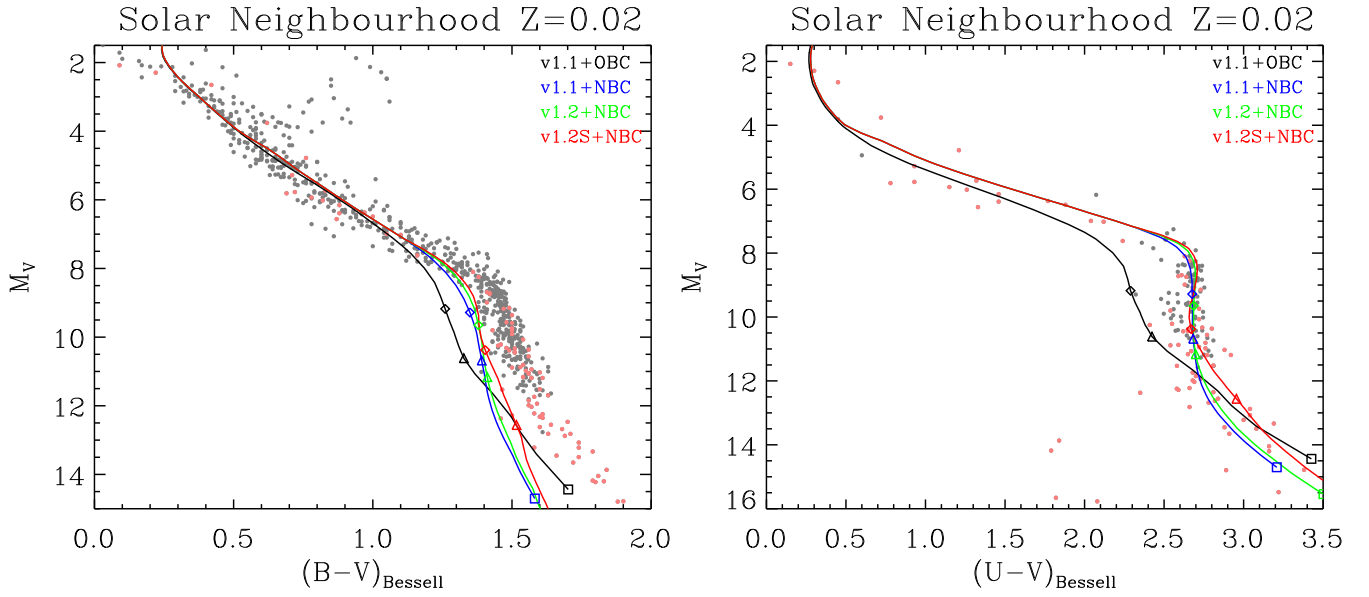 Solar Neighbourhood Z=0.02
v1.1+OBC
v1.1+NBC
v1.2+NBC
v1.2S+NBC
2
4
6
8
10
12
14
M_V
0.0 0.5 1.0 1.5 2.0
(B−V)_Bessell
Solar Neighbourhood Z=0.02
v1.1+OBC
v1.1+NBC
v1.2+NBC
v1.2S+NBC
2
4
6
8
10
12
14
16
M_V
0.0 0.5 1.0 1.5 2.0 2.5 3.0 3.5
(U−V)_Bessell